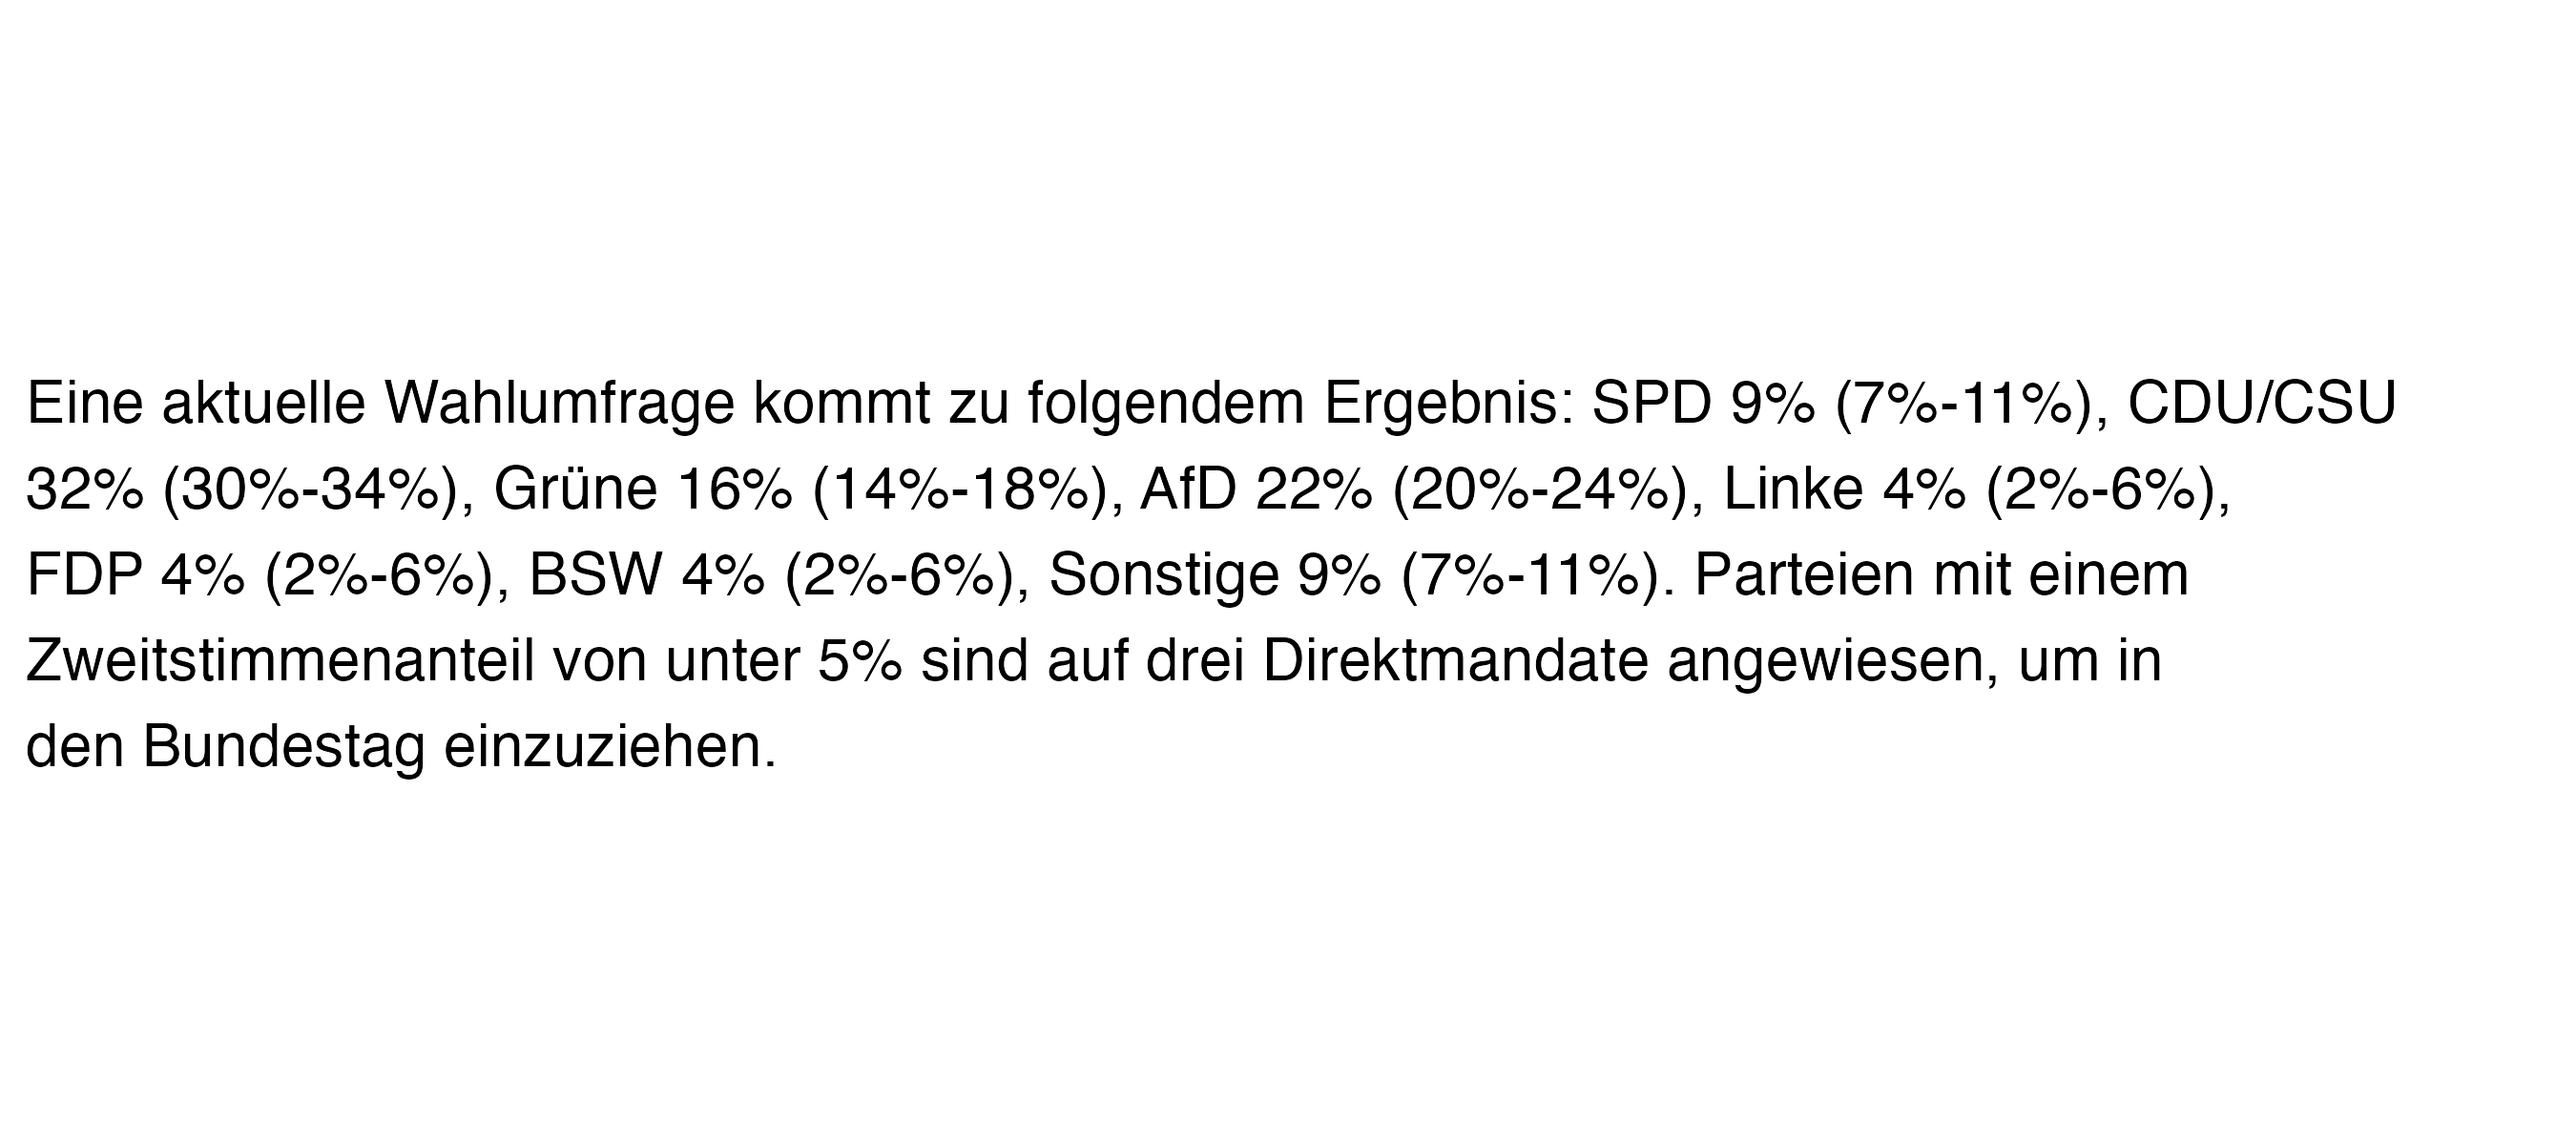 Eine aktuelle Wahlumfrage kommt zu folgendem Ergebnis: SPD 9% (7%-11%), CDU/CSU
32% (30%-34%), Grüne 16% (14%-18%), AfD 22% (20%-24%), Linke 4% (2%-6%),
FDP 4% (2%-6%), BSW 4% (2%-6%), Sonstige 9% (7%-11%). Parteien mit einem
Zweitstimmenanteil von unter 5% sind auf drei Direktmandate angewiesen, um in
den Bundestag einzuziehen.